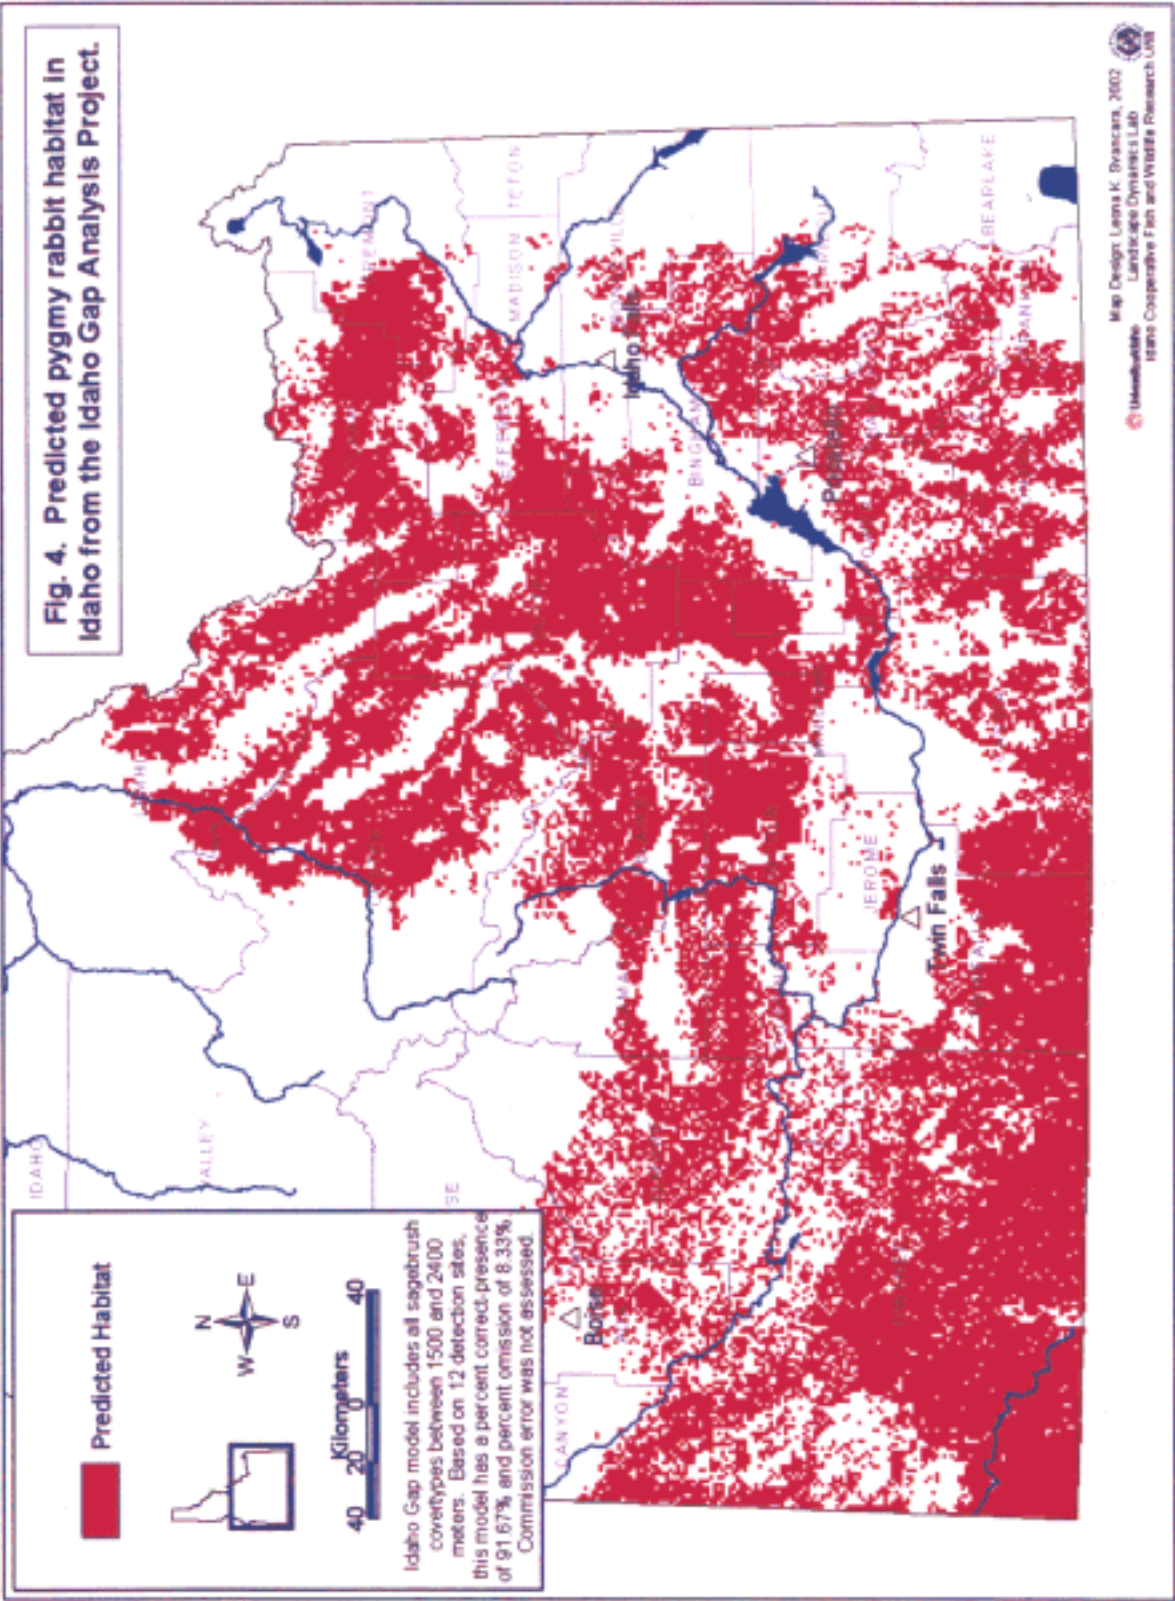 Fig. 4. Predicted pygmy rabbit habitat in
Idaho from the Idaho Gap Analysis Project.
Predicted Habitat
N
W
E
S
Kilometers
40
20
0
40
Idaho Gap model includes all sagebrush
covertypes between 1500 and 2400
meters. Based on 12 detection sites,
this model has a percent correct-presence
of 91.67% and percent omission of 8.33%.
Commission error was not assessed.
IDAHO
VALLEY
SE
CANYON
Boise
MADISON
TETON
Idaho Falls
BINGHAM
Pocatello
BEARLAKE
JEROME
Twin Falls
Map Design: Leona K. Svancara, 2002
Landscape Dynamics Lab
Idaho Cooperative Fish and Wildlife Research Unit